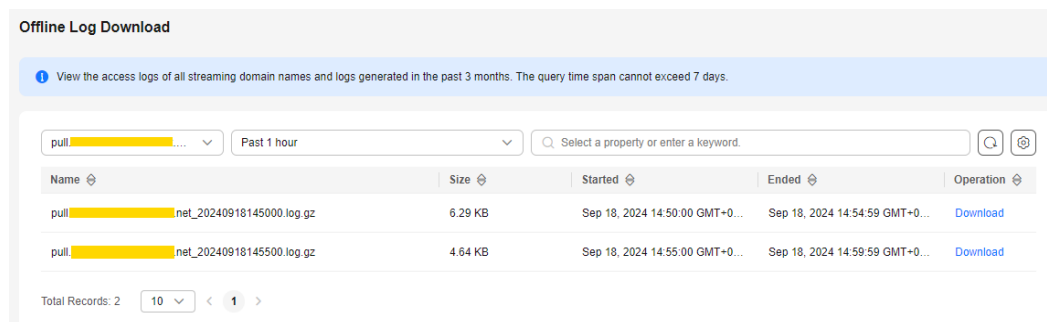 Offline Log Download
View the access logs of all streaming domain names and logs generated in the past 3 months. The query time span cannot exceed 7 days.
pull. .... Past 1 hour Select a property or enter a keyword.
Name Size Started Ended Operation
pull .net_20240918145000.log.gz 6.29 KB Sep 18, 2024 14:50:00 GMT+0... Sep 18, 2024 14:54:59 GMT+0... Download
pull. .net_20240918145500.log.gz 4.64 KB Sep 18, 2024 14:55:00 GMT+0... Sep 18, 2024 14:59:59 GMT+0... Download
Total Records: 2 10 < 1 >